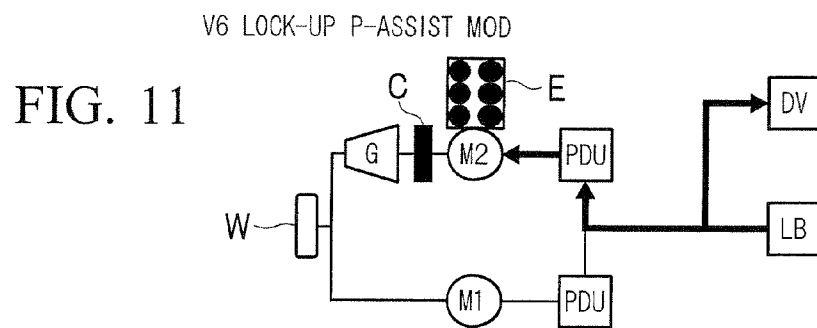 V6 LOCK-UP P-ASSIST MOD
FIG. 11
C
E
DV
G
M2
PDU
W
LB
M1
PDU